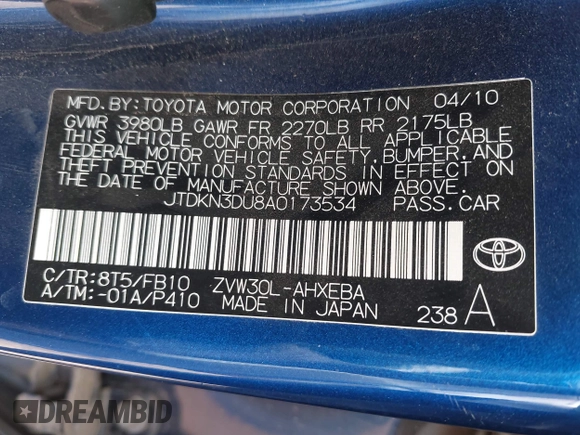 MFD. BY: TOYOTA MOTOR CORPORATION 04/10
GVWR 3980LB GAWR FR 2270LB RR 2175LB
THIS VEHICLE CONFORMS TO ALL APPLICABLE
FEDERAL MOTOR VEHICLE SAFETY, BUMPER, AND
THEFT PREVENTION STANDARDS IN EFFECT ON
THE DATE OF MANUFACTURE SHOWN ABOVE.
JTDKN3DU8A0173534 PASS. CAR
C/TR: 8T5/FB10 ZVW30L-AHXEBA
A/TM: -01A/P410 MADE IN JAPAN 238 A
TOYOTA
DREAMBID